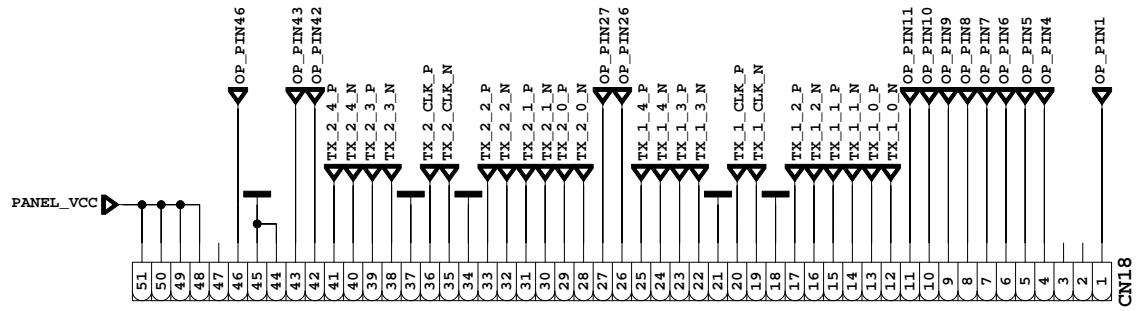 OP_PIN46
OP_PIN43
OP_PIN42
TX_2_4_P
TX_2_4_N
TX_2_3_P
TX_2_3_N
TX_2_CLK_P
TX_2_CLK_N
TX_2_2_P
TX_2_2_N
TX_2_1_P
TX_2_1_N
TX_2_0_P
TX_2_0_N
OP_PIN27
OP_PIN26
TX_1_4_P
TX_1_4_N
TX_1_3_P
TX_1_3_N
TX_1_CLK_P
TX_1_CLK_N
TX_1_2_P
TX_1_2_N
TX_1_1_P
TX_1_1_N
TX_1_0_P
TX_1_0_N
OP_PIN11
OP_PIN10
OP_PIN9
OP_PIN8
OP_PIN7
OP_PIN6
OP_PIN5
OP_PIN4
OP_PIN1
PANEL_VCC
51
50
49
48
47
46
45
44
43
42
41
40
39
38
37
36
35
34
33
32
31
30
29
28
27
26
25
24
23
22
21
20
19
18
17
16
15
14
13
12
11
10
9
8
7
6
5
4
3
2
1
CN18